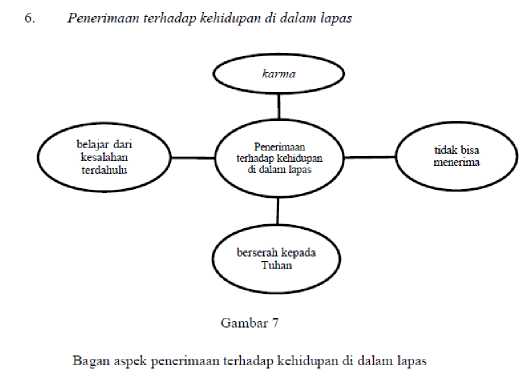 6. Penerimaan terhadap kehidupan di dalam lapas
karma
belajar dari
kesalahan
terdahulu
Penerimaan
terhadap kehidupan
di dalam lapas
tidak bisa
menerima
berserah kepada
Tuhan
Gambar 7
Bagan aspek penerimaan terhadap kehidupan di dalam lapas